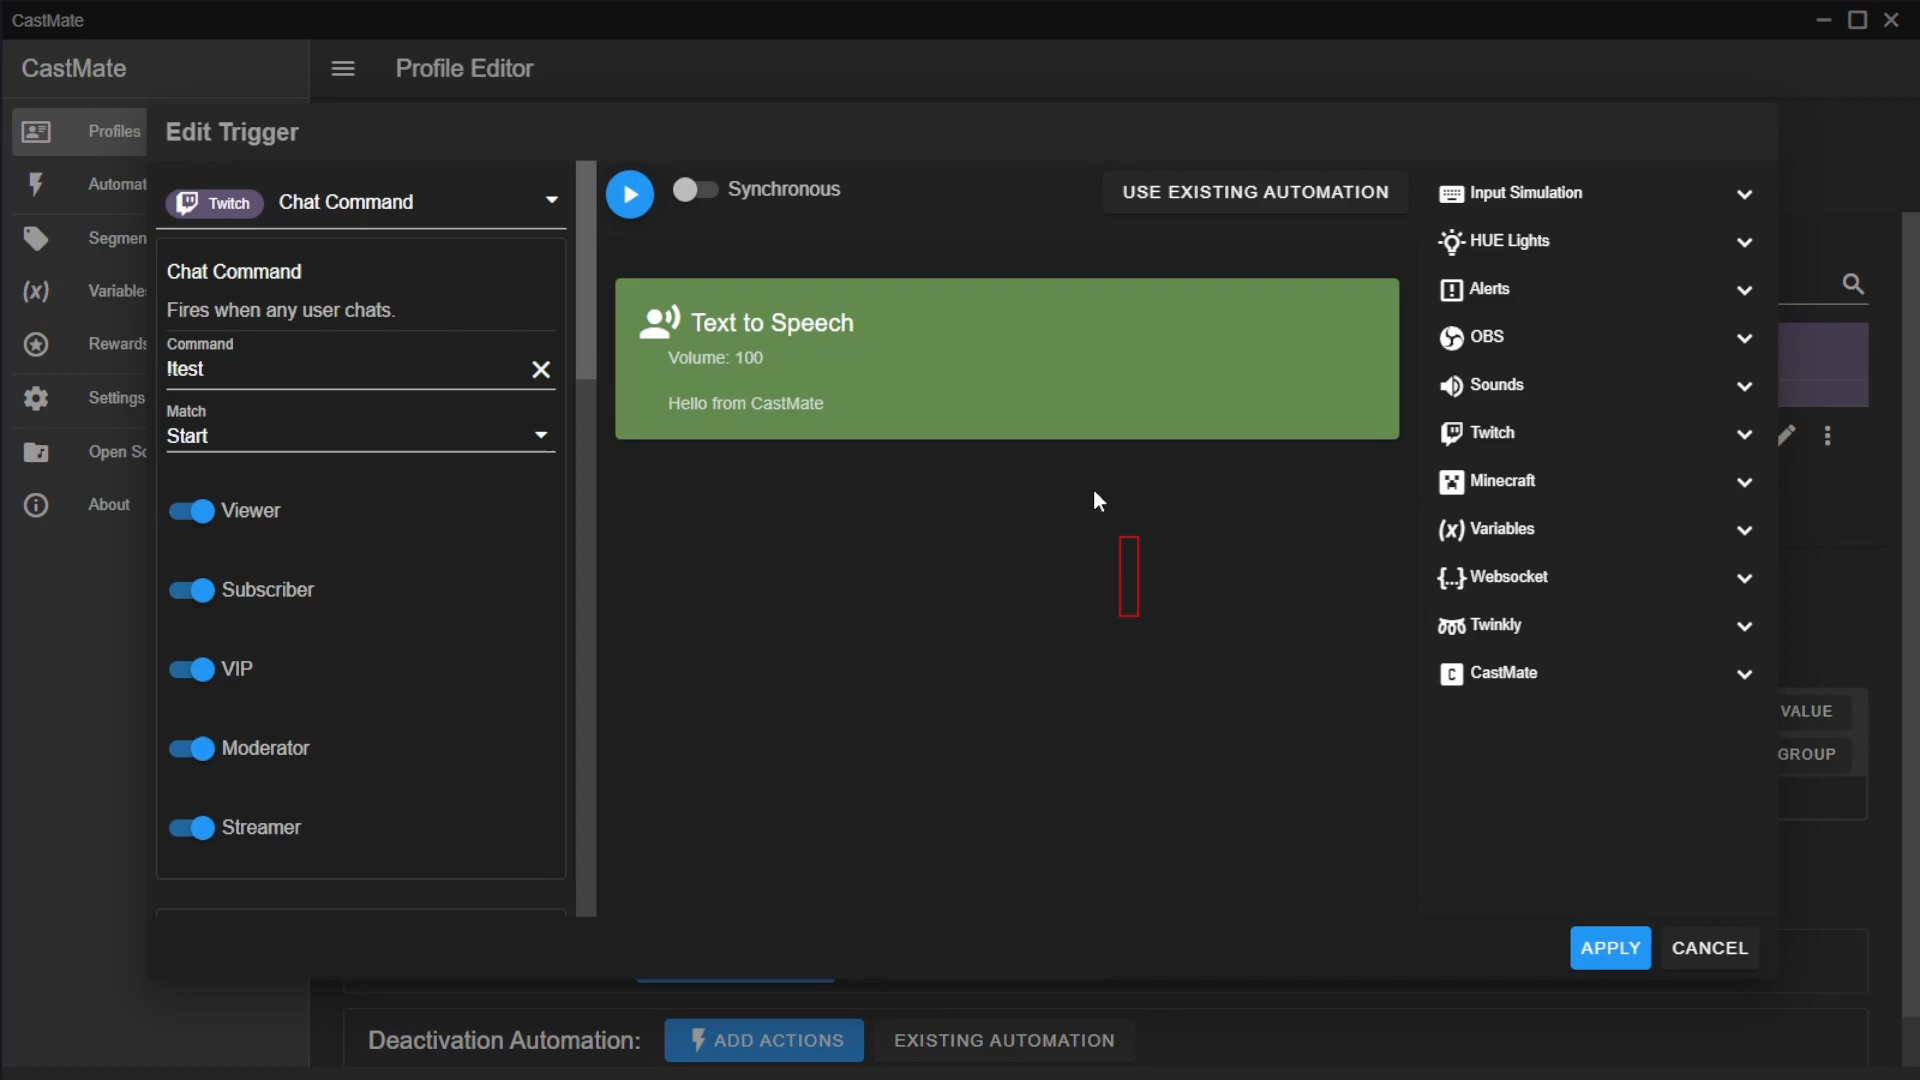 CastMate
CastMate
Profile Editor
Profiles
Edit Trigger
Automat
Segmen
Variable
Rewards
Settings
Open Sc
About
Twitch Chat Command
Chat Command
Fires when any user chats.
Command
!test
Match
Start
Viewer
Subscriber
VIP
Moderator
Streamer
Synchronous
USE EXISTING AUTOMATION
Text to Speech
Volume: 100
Hello from CastMate
Input Simulation
HUE Lights
Alerts
OBS
Sounds
Twitch
Minecraft
(x) Variables
{...} Websocket
Twinkly
C CastMate
VALUE
GROUP
APPLY
CANCEL
Deactivation Automation:
ADD ACTIONS
EXISTING AUTOMATION